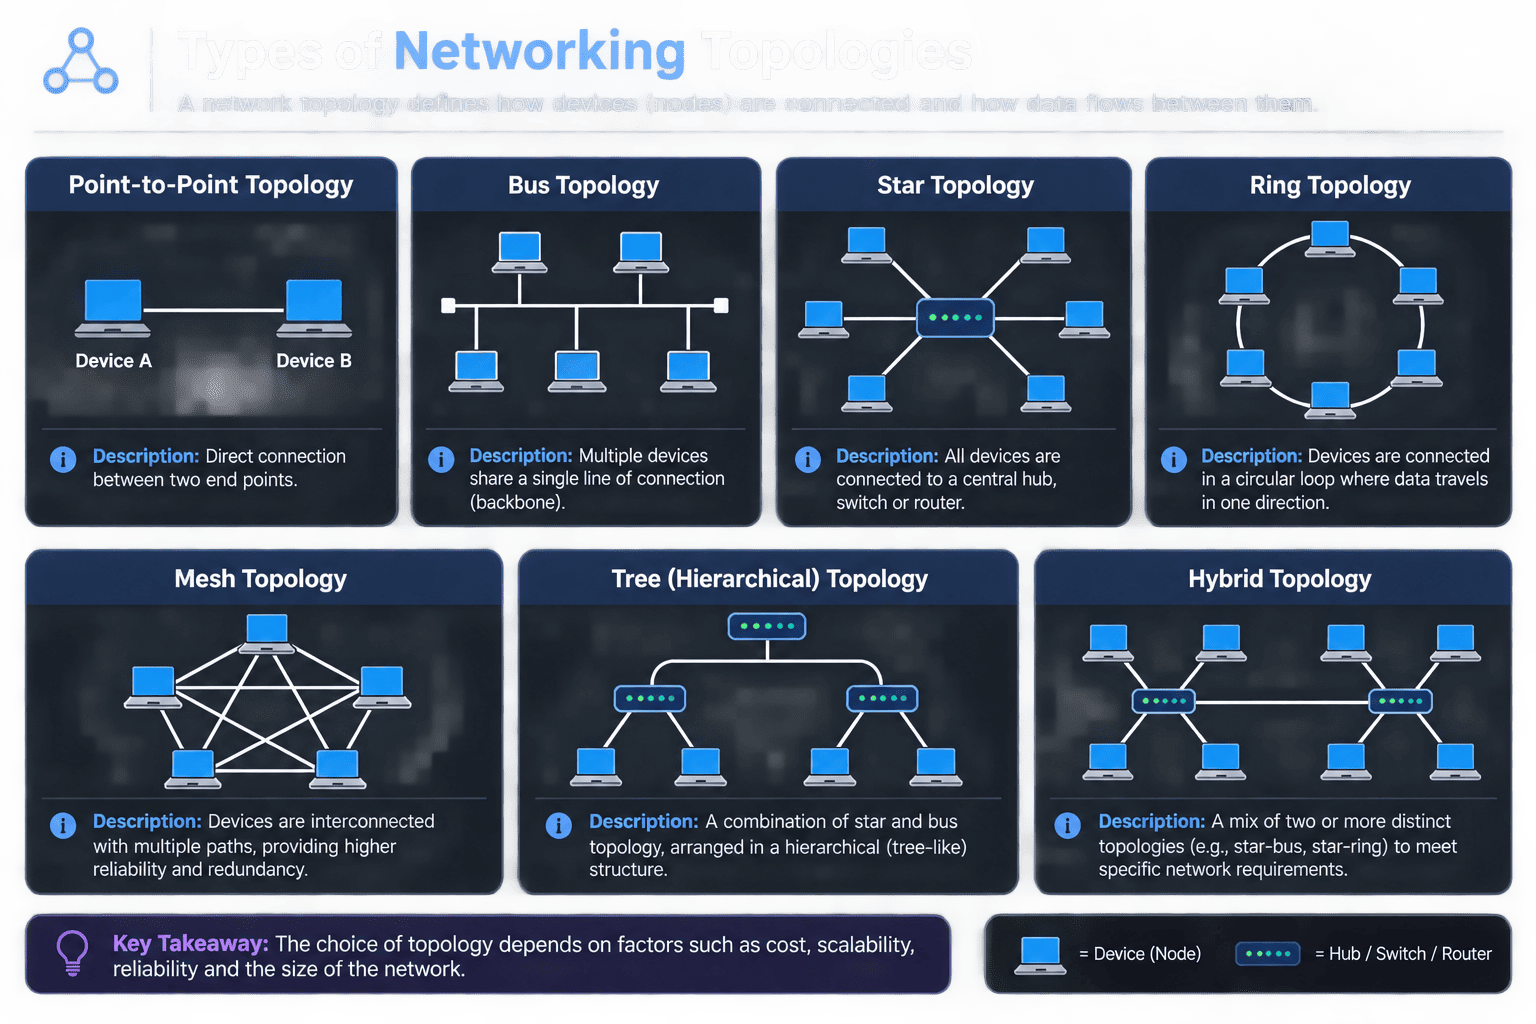 Types of Networking Topologies
A network topology defines how devices (nodes) are connected and how data flows between them.
Point-to-Point Topology
Device A
Device B
Description: Direct connection
between two end points.
Bus Topology
Description: Multiple devices
share a single line of connection
(backbone).
Star Topology
Description: All devices are
connected to a central hub,
switch or router.
Ring Topology
Description: Devices are connected
in a circular loop where data travels
in one direction.
Mesh Topology
Description: Devices are interconnected
with multiple paths, providing higher
reliability and redundancy.
Tree (Hierarchical) Topology
Description: A combination of star and bus
topology, arranged in a hierarchical (tree-like)
structure.
Hybrid Topology
Description: A mix of two or more distinct
topologies (e.g., star-bus, star-ring) to meet
specific network requirements.
Key Takeaway: The choice of topology depends on factors such as cost, scalability,
reliability and the size of the network.
= Device (Node)
= Hub / Switch / Router